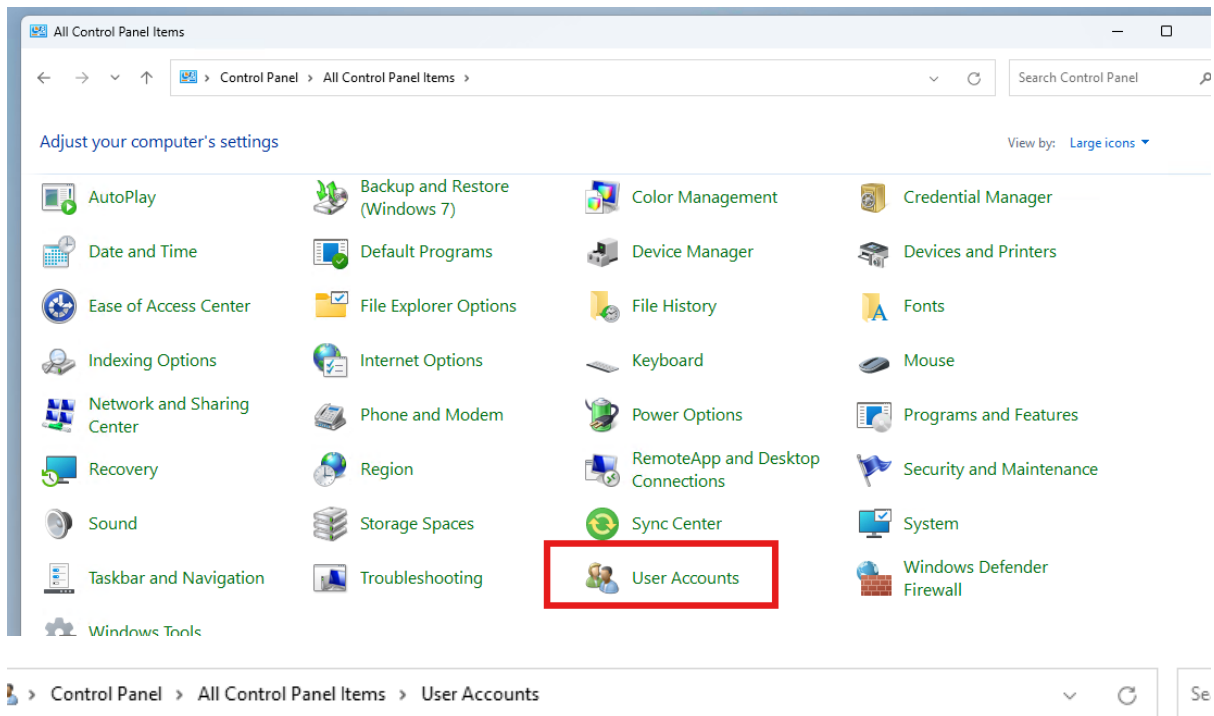 All Control Panel Items
Control Panel > All Control Panel Items >
Search Control Panel
Adjust your computer's settings
View by: Large icons
AutoPlay
Backup and Restore
(Windows 7)
Color Management
Credential Manager
Date and Time
Default Programs
Device Manager
Devices and Printers
Ease of Access Center
File Explorer Options
File History
Fonts
Indexing Options
Internet Options
Keyboard
Mouse
Network and Sharing
Center
Phone and Modem
Power Options
Programs and Features
Recovery
Region
RemoteApp and Desktop
Connections
Security and Maintenance
Sound
Storage Spaces
Sync Center
System
Taskbar and Navigation
Troubleshooting
User Accounts
Windows Defender
Firewall
Windows Tools
> Control Panel > All Control Panel Items > User Accounts